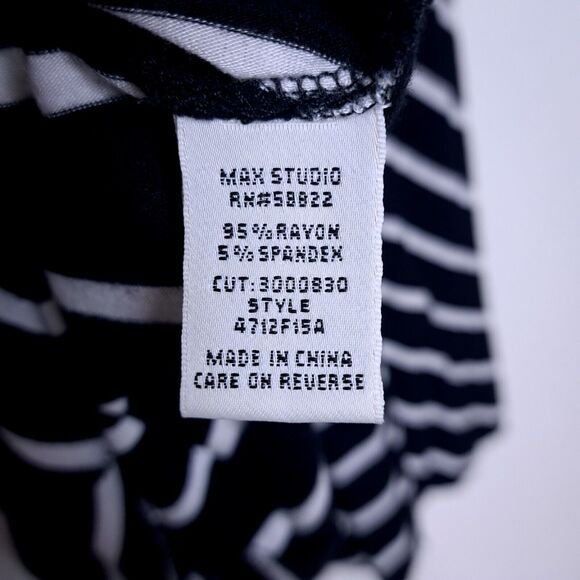 MAX STUDIO
RN#58822
95% RAYON
5% SPANDEX
CUT: 3000830
STYLE
4712F15A
MADE IN CHINA
CARE ON REVERSE